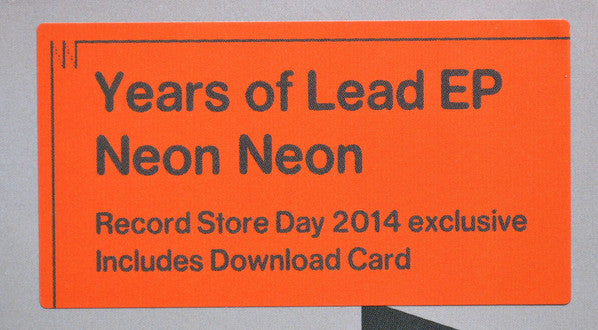 Years of Lead EP
Neon Neon
Record Store Day 2014 exclusive
Includes Download Card